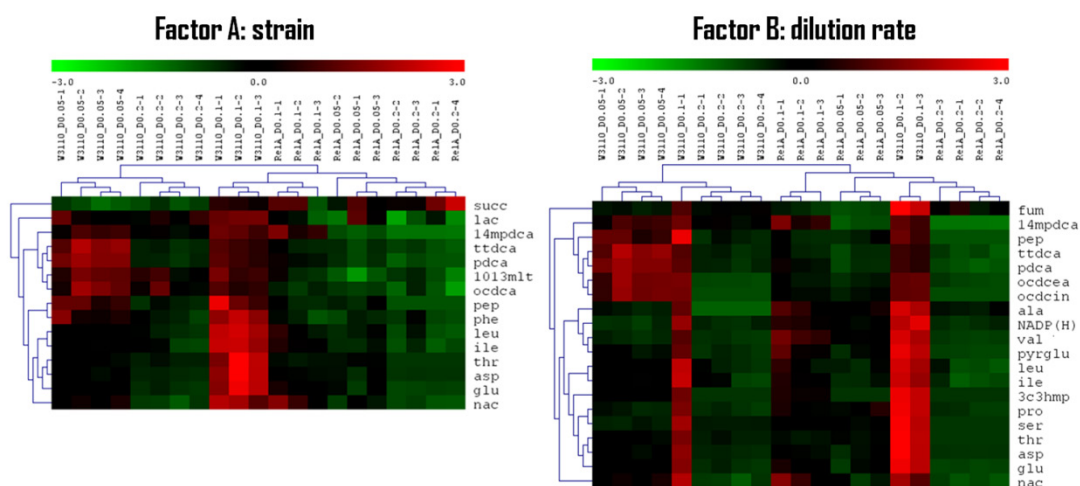 Factor A: strain
-3.0 0.0 3.0
W3110_D0.05-1
W3110_D0.05-2
W3110_D0.05-3
W3110_D0.05-4
W3110_D0.2-1
W3110_D0.2-2
W3110_D0.2-3
W3110_D0.2-4
W3110_D0.1-1
W3110_D0.1-2
W3110_D0.1-3
RelA_D0.1-1
RelA_D0.1-2
RelA_D0.1-3
RelA_D0.05-2
RelA_D0.05-1
RelA_D0.05-3
RelA_D0.2-2
RelA_D0.2-3
RelA_D0.2-1
RelA_D0.2-4
succ
lac
14mpdca
ttdca
pdca
1013mlt
ocdca
pep
phe
leu
ile
thr
asp
glu
nac
Factor B: dilution rate
-3.0 0.0 3.0
W3110_D0.05-1
W3110_D0.05-2
W3110_D0.05-3
W3110_D0.05-4
W3110_D0.1-1
W3110_D0.2-1
W3110_D0.2-2
W3110_D0.2-3
W3110_D0.2-4
RelA_D0.1-1
RelA_D0.1-2
RelA_D0.1-3
RelA_D0.05-1
RelA_D0.05-2
RelA_D0.05-3
W3110_D0.1-2
W3110_D0.1-3
RelA_D0.2-3
RelA_D0.2-1
RelA_D0.2-2
RelA_D0.2-4
fum
14mpdca
pep
ttdca
pdca
ocdcea
ocdcin
ala
NADP(H)
val
pyrglu
leu
ile
3c3hmp
pro
ser
thr
asp
glu
nac